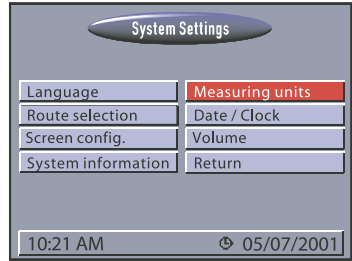 System Settings
Language
Measuring units
Route selection
Date / Clock
Screen config.
Volume
System information
Return
10:21 AM
05/07/2001